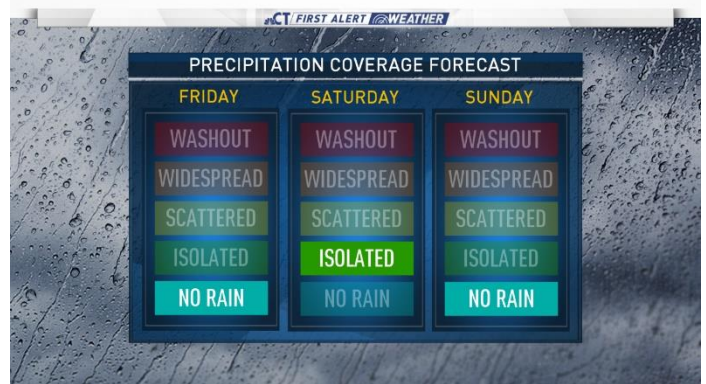 CT FIRST ALERT WEATHER
PRECIPITATION COVERAGE FORECAST
FRIDAY SATURDAY SUNDAY
WASHOUT WASHOUT WASHOUT
WIDESPREAD WIDESPREAD WIDESPREAD
SCATTERED SCATTERED SCATTERED
ISOLATED ISOLATED ISOLATED
NO RAIN NO RAIN NO RAIN